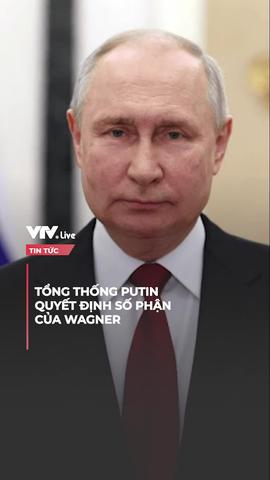 VTV Live
TIN TỨC
TỔNG THỐNG PUTIN
QUYẾT ĐỊNH SỐ PHẬN
CỦA WAGNER